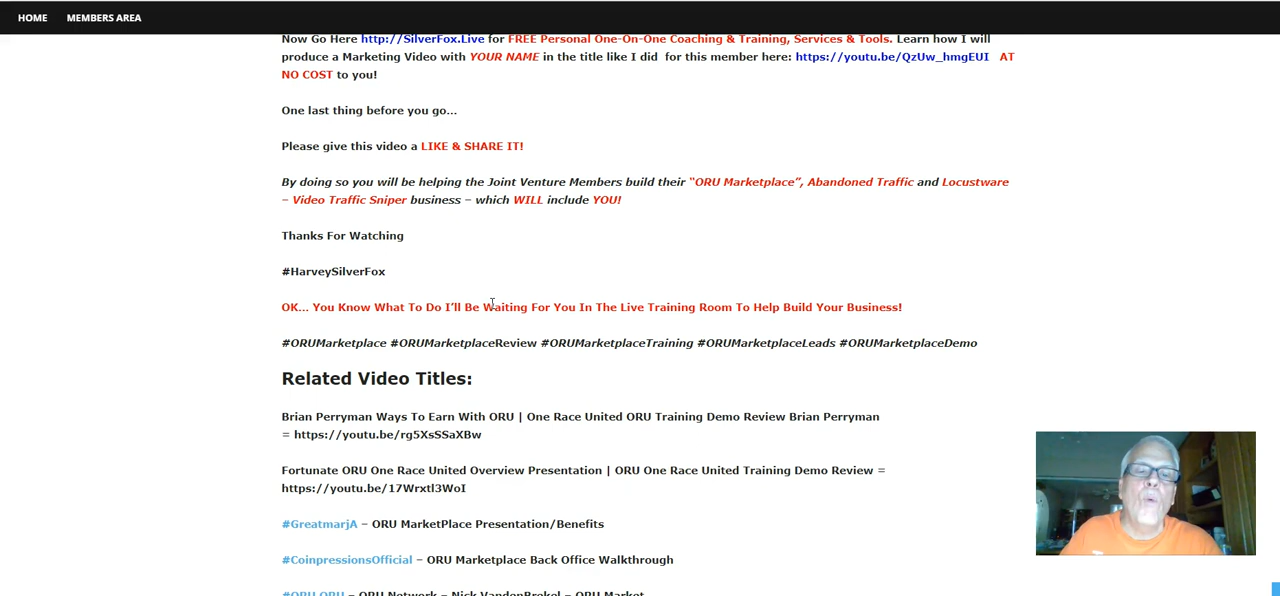 HOME MEMBERS AREA
Now Go Here http://SilverFox.Live for FREE Personal One-On-One Coaching & Training, Services & Tools. Learn how I will
produce a Marketing Video with YOUR NAME in the title like I did for this member here: https://youtu.be/QzUw_hmgEUI AT
NO COST to you!
One last thing before you go...
Please give this video a LIKE & SHARE IT!
By doing so you will be helping the Joint Venture Members build their “ORU Marketplace”, Abandoned Traffic and Locustware
– Video Traffic Sniper business – which WILL include YOU!
Thanks For Watching
#HarveySilverFox
OK... You Know What To Do I’ll Be Waiting For You In The Live Training Room To Help Build Your Business!
#ORUMarketplace #ORUMarketplaceReview #ORUMarketplaceTraining #ORUMarketplaceLeads #ORUMarketplaceDemo
Related Video Titles:
Brian Perryman Ways To Earn With ORU | One Race United ORU Training Demo Review Brian Perryman
= https://youtu.be/rg5XsSSaXBw
Fortunate ORU One Race United Overview Presentation | ORU One Race United Training Demo Review =
https://youtu.be/17Wrxtl3WoI
#GreatmarjA – ORU MarketPlace Presentation/Benefits
#CoinpressionsOfficial – ORU Marketplace Back Office Walkthrough
#ORU ORU – ORU Network – Nick VandenBrekel – ORU Market